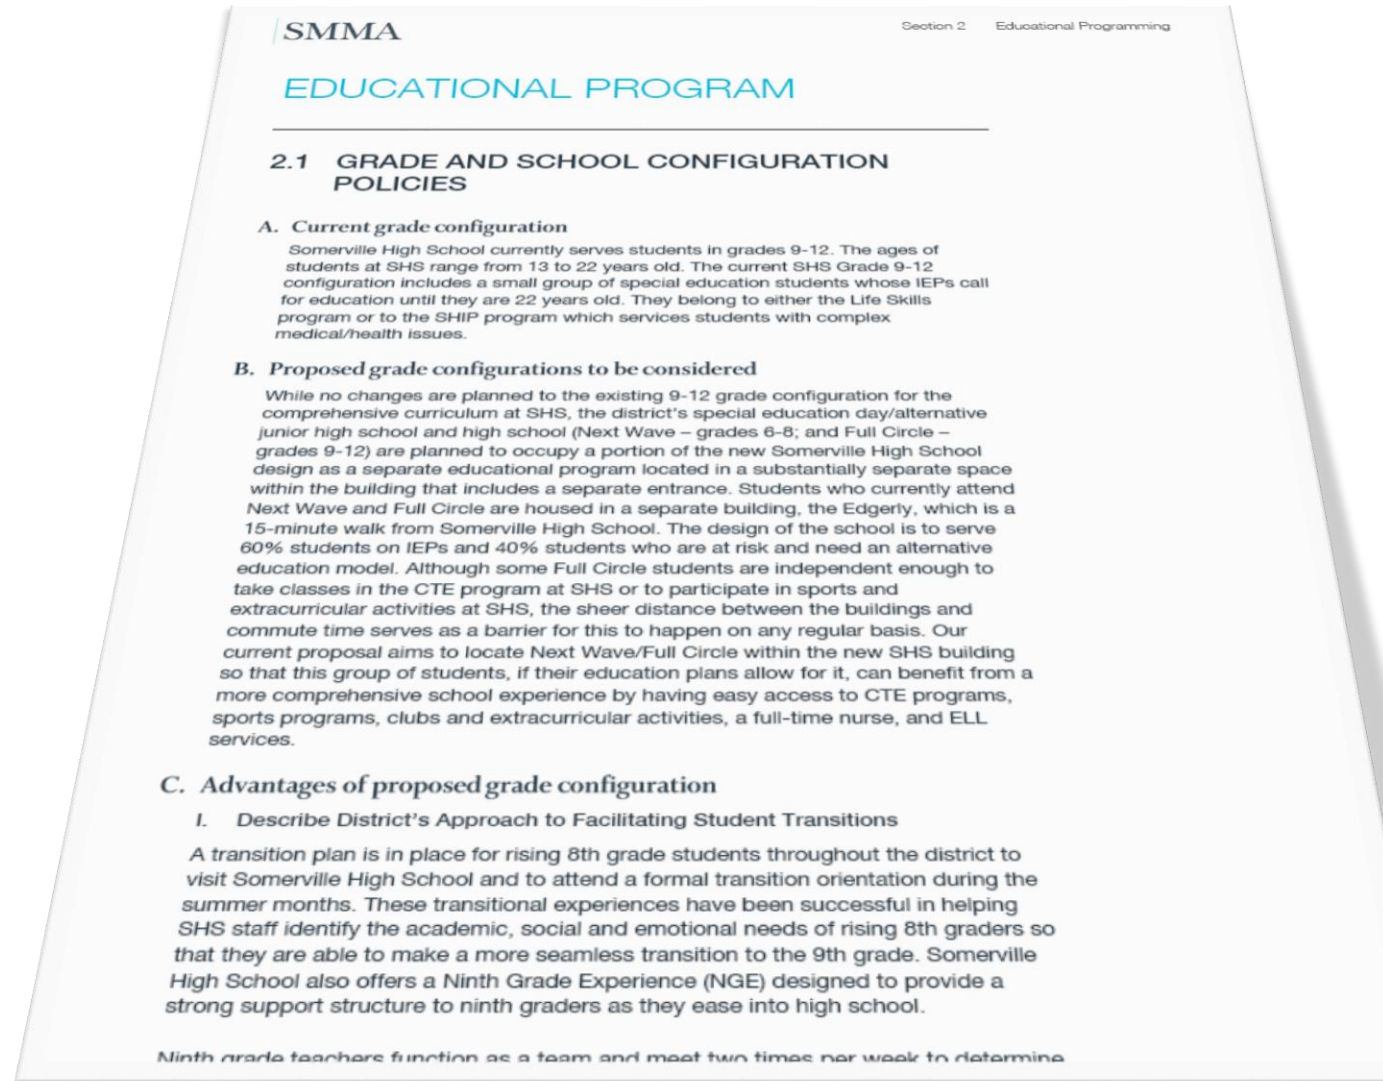 SMMA
Section 2 Educational Programming
EDUCATIONAL PROGRAM
2.1 GRADE AND SCHOOL CONFIGURATION
POLICIES
A. Current grade configuration
Somerville High School currently serves students in grades 9-12. The ages of
students at SHS range from 13 to 22 years old. The current SHS Grade 9-12
configuration includes a small group of special education students whose IEPs call
for education until they are 22 years old. They belong to either the Life Skills
program or to the SHIP program which services students with complex
medical/health issues.
B. Proposed grade configurations to be considered
While no changes are planned to the existing 9-12 grade configuration for the
comprehensive curriculum at SHS, the district's special education day/alternative
junior high school and high school (Next Wave – grades 6-8; and Full Circle –
grades 9-12) are planned to occupy a portion of the new Somerville High School
design as a separate educational program located in a substantially separate space
within the building that includes a separate entrance. Students who currently attend
Next Wave and Full Circle are housed in a separate building, the Edgerly, which is a
15-minute walk from Somerville High School. The design of the school is to serve
60% students on IEPs and 40% students who are at risk and need an alternative
education model. Although some Full Circle students are independent enough to
take classes in the CTE program at SHS or to participate in sports and
extracurricular activities at SHS, the sheer distance between the buildings and
commute time serves as a barrier for this to happen on any regular basis. Our
current proposal aims to locate Next Wave/Full Circle within the new SHS building
so that this group of students, if their education plans allow for it, can benefit from a
more comprehensive school experience by having easy access to CTE programs,
sports programs, clubs and extracurricular activities, a full-time nurse, and ELL
services.
C. Advantages of proposed grade configuration
I. Describe District's Approach to Facilitating Student Transitions
A transition plan is in place for rising 8th grade students throughout the district to
visit Somerville High School and to attend a formal transition orientation during the
summer months. These transitional experiences have been successful in helping
SHS staff identify the academic, social and emotional needs of rising 8th graders so
that they are able to make a more seamless transition to the 9th grade. Somerville
High School also offers a Ninth Grade Experience (NGE) designed to provide a
strong support structure to ninth graders as they ease into high school.
Ninth grade teachers function as a team and meet two times per week to determine